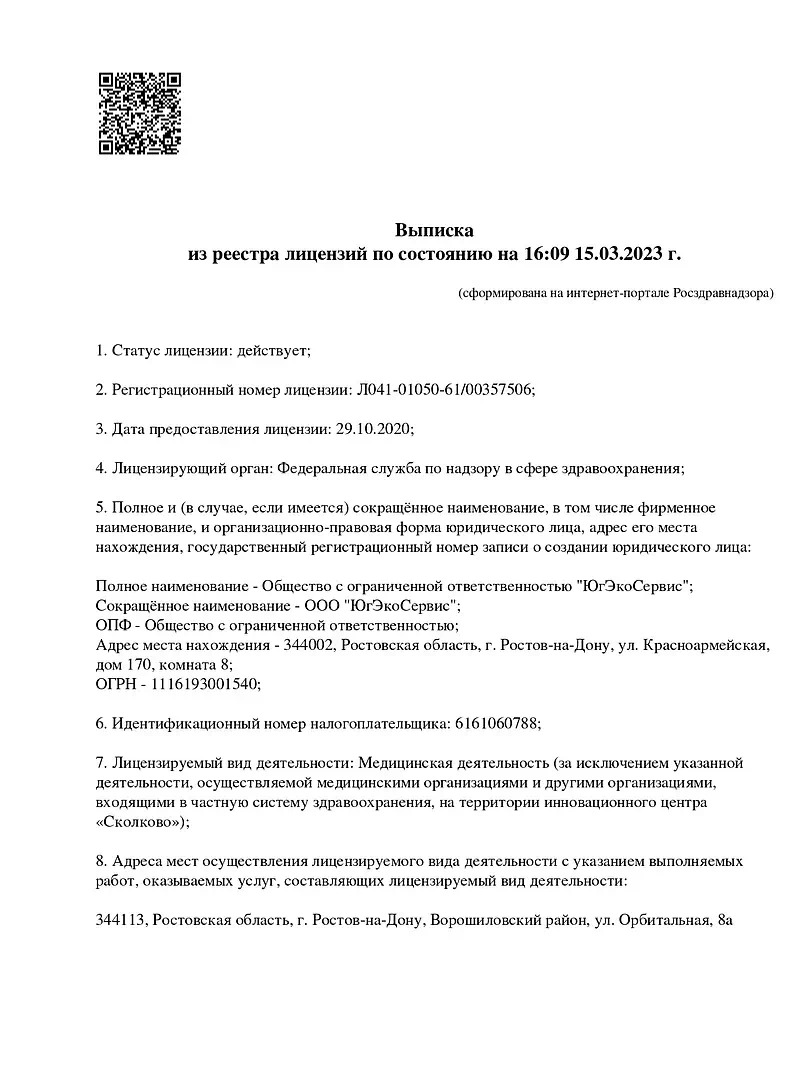 Выписка
из реестра лицензий по состоянию на 16:09 15.03.2023 г.
(сформирована на интернет-портале Росздравнадзора)
1. Статус лицензии: действует;
2. Регистрационный номер лицензии: Л041-01050-61/00357506;
3. Дата предоставления лицензии: 29.10.2020;
4. Лицензирующий орган: Федеральная служба по надзору в сфере здравоохранения;
5. Полное и (в случае, если имеется) сокращённое наименование, в том числе фирменное
наименование, и организационно-правовая форма юридического лица, адрес его места
нахождения, государственный регистрационный номер записи о создании юридического лица:
Полное наименование - Общество с ограниченной ответственностью "ЮгЭкоСервис";
Сокращённое наименование - ООО "ЮгЭкоСервис";
ОПФ - Общество с ограниченной ответственностью;
Адрес места нахождения - 344002, Ростовская область, г. Ростов-на-Дону, ул. Красноармейская,
дом 170, комната 8;
ОГРН - 1116193001540;
6. Идентификационный номер налогоплательщика: 6161060788;
7. Лицензируемый вид деятельности: Медицинская деятельность (за исключением указанной
деятельности, осуществляемой медицинскими организациями и другими организациями,
входящими в частную систему здравоохранения, на территории инновационного центра
«Сколково»);
8. Адреса мест осуществления лицензируемого вида деятельности с указанием выполняемых
работ, оказываемых услуг, составляющих лицензируемый вид деятельности:
344113, Ростовская область, г. Ростов-на-Дону, Ворошиловский район, ул. Орбитальная, 8а